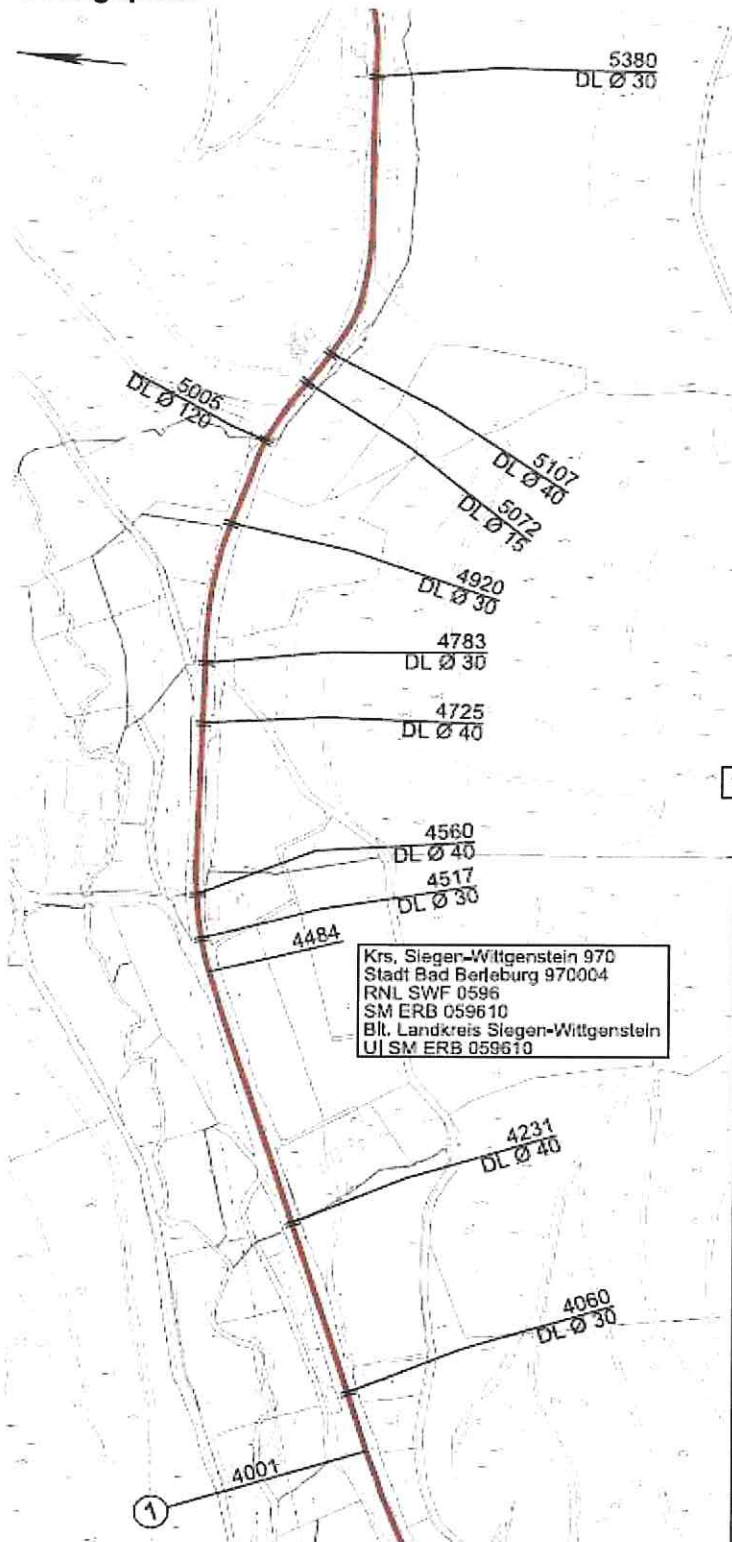 5380
DL Ø 30
5005
DL Ø 120
5107
DL Ø 40
5072
DL Ø 15
4920
DL Ø 30
4783
DL Ø 30
4725
DL Ø 40
4560
DL Ø 40
4517
DL Ø 30
4484
Krs. Siegen-Wittgenstein 970
Stadt Bad Berleburg 970004
RNL SWF 0596
SM ERB 059610
Blt. Landkreis Siegen-Wittgenstein
UI SM ERB 059610
4231
DL Ø 40
4060
DL Ø 30
4001
1